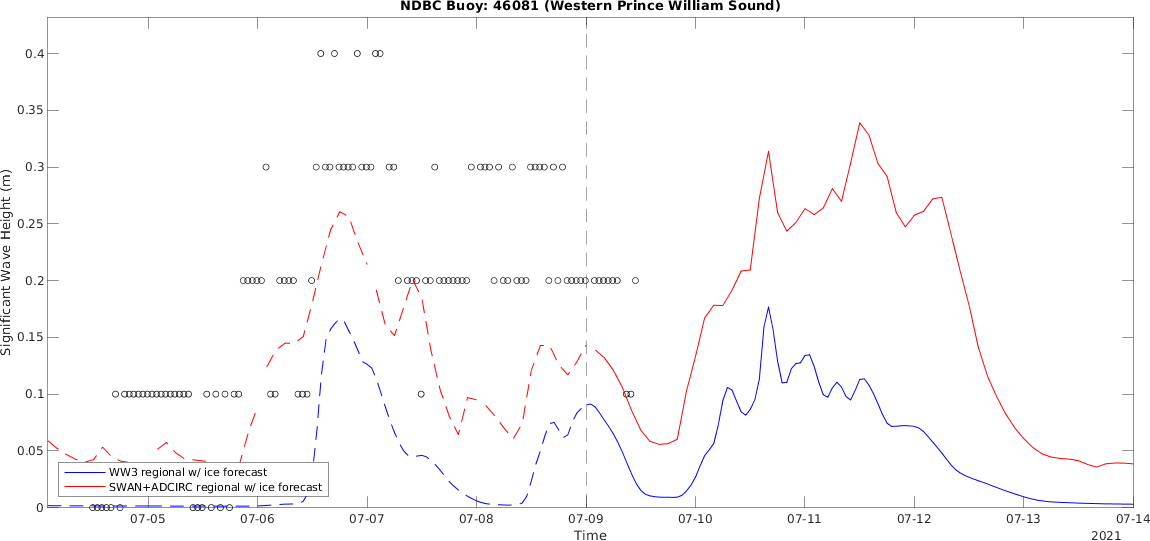 NDBC Buoy: 46081 (Western Prince William Sound)
0.4
0.35
0.3
0.25
0.2
0.15
0.1
0.05
0
Significant Wave Height (m)
WW3 regional w/ ice forecast
SWAN+ADCIRC regional w/ ice forecast
07-05 07-06 07-07 07-08 07-09 07-10 07-11 07-12 07-13 07-14
Time
2021